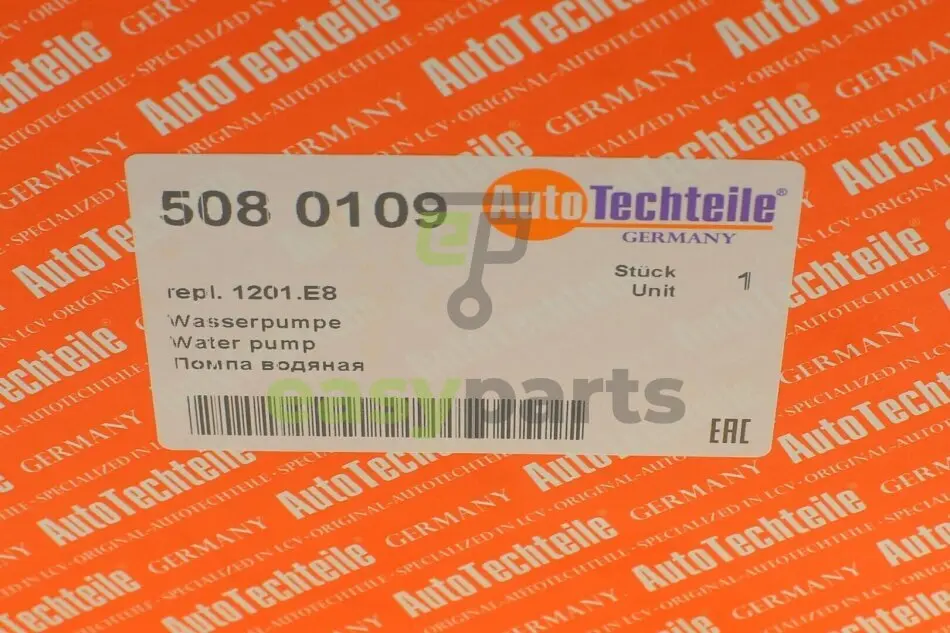 508 0109
AutoTechteile®
GERMANY
Stück 1
Unit
repl. 1201.E8
Wasserpumpe
Water pump
Помпа водяная
EAC
ep
easyparts
AutoTechteile
GERMANY
SPECIALIZED IN LCV · ORIGINAL · AUTOTECHTEILE